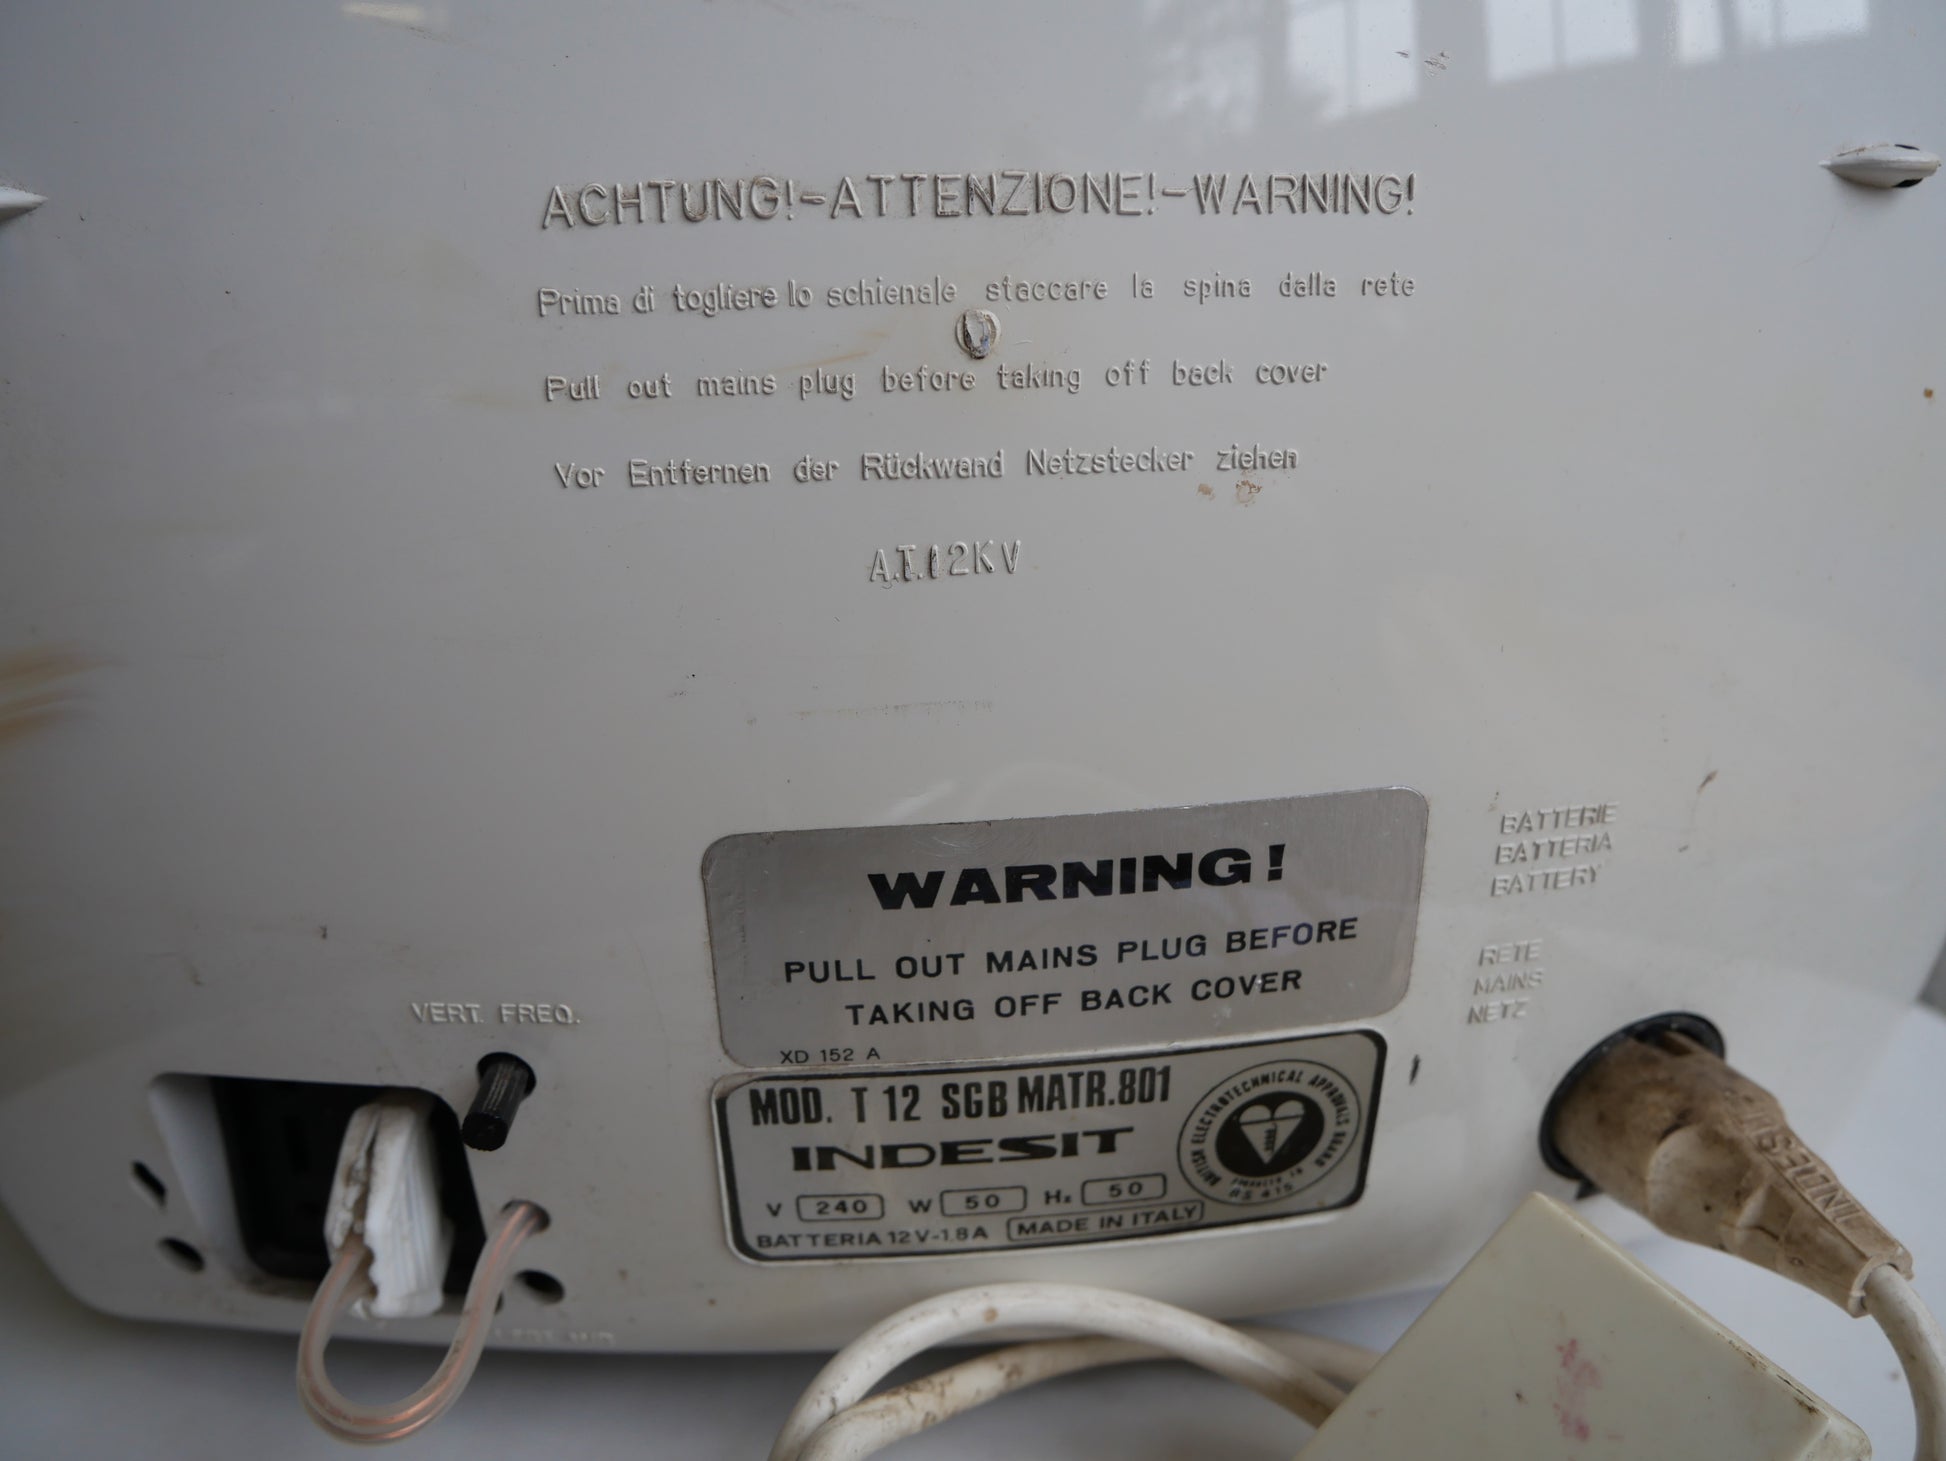 ACHTUNG!-ATTENZIONE!-WARNING!
Prima di togliere lo schienale staccare la spina dalla rete
Pull out mains plug before taking off back cover
Vor Entfernen der Rückwand Netzstecker ziehen
A.T.12KV
BATTERIE
BATTERIA
BATTERY
RETE
MAINS
NETZ
WARNING!
PULL OUT MAINS PLUG BEFORE
TAKING OFF BACK COVER
XD 152 A
VERT. FREQ.
MOD. T 12 SGB MATR.801
INDESIT
V 240 W 50 Hz 50
BATTERIA 12V-1.8A MADE IN ITALY
BRITISH ELECTROTECHNICAL APPROVALS BOARD
BS 415
INDESIT